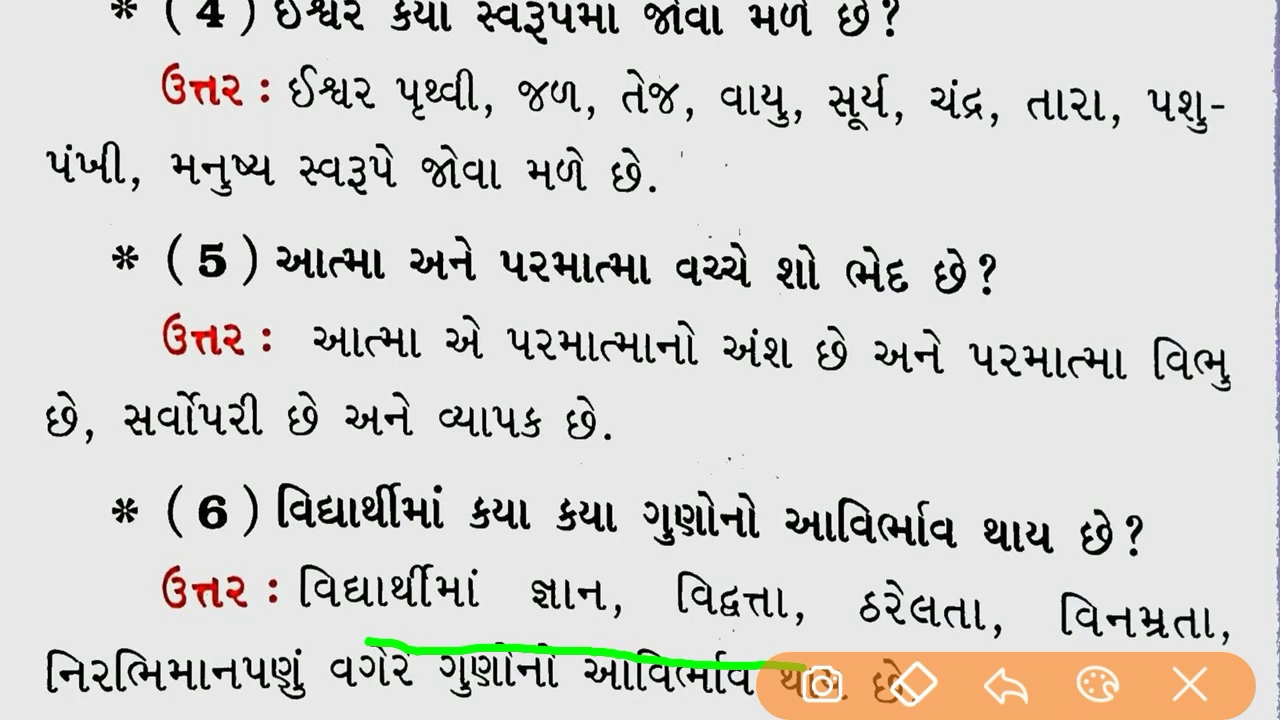 * (4) ઈશ્વર કયા સ્વરૂપમાં જોવા મળે છે?
ઉત્તર : ઈશ્વર પૃથ્વી, જળ, તેજ, વાયુ, સૂર્ય, ચંદ્ર, તારા, પશુ-
પંખી, મનુષ્ય સ્વરૂપે જોવા મળે છે.
* (5) આત્મા અને પરમાત્મા વચ્ચે શો ભેદ છે?
ઉત્તર : આત્મા એ પરમાત્માનો અંશ છે અને પરમાત્મા વિભુ
છે, સર્વોપરી છે અને વ્યાપક છે.
* (6) વિદ્યાર્થીમાં કયા કયા ગુણોનો આવિર્ભાવ થાય છે?
ઉત્તર : વિદ્યાર્થીમાં જ્ઞાન, વિદ્વત્તા, ઠરેલતા, વિનમ્રતા,
નિરભિમાનપણું વગેરે ગુણોનો આવિર્ભાવ થાય છે.